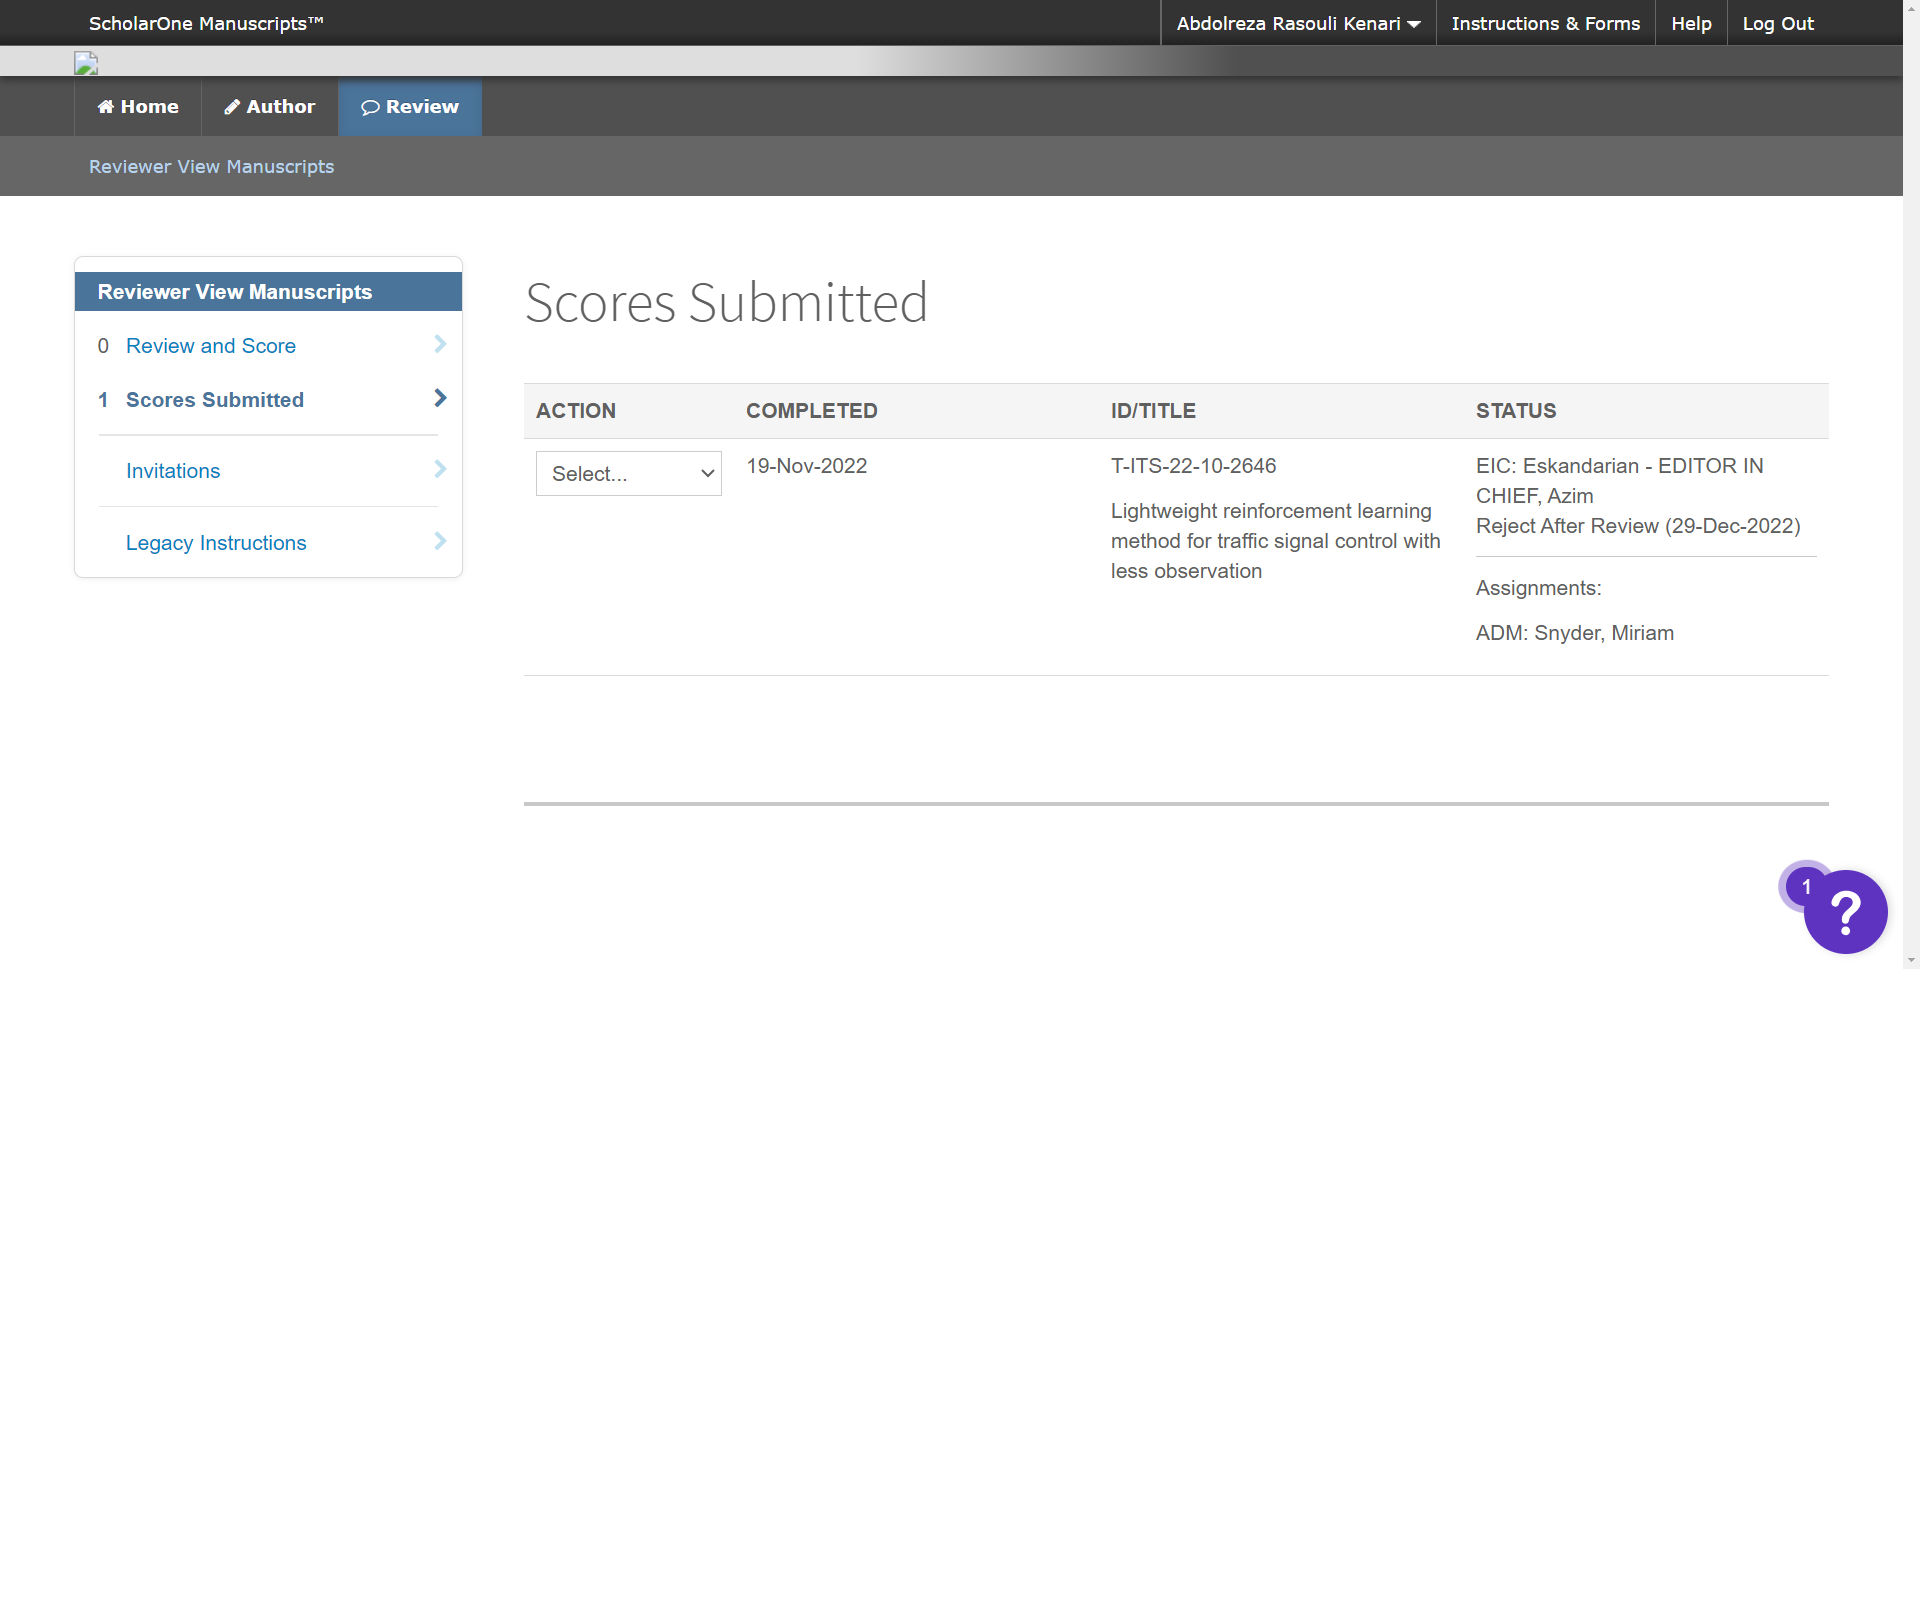 ScholarOne Manuscripts™
Abdolreza Rasouli Kenari
Instructions & Forms
Help
Log Out
Home
Author
Review
Reviewer View Manuscripts
Reviewer View Manuscripts
0 Review and Score
1 Scores Submitted
Invitations
Legacy Instructions
Scores Submitted
ACTION COMPLETED ID/TITLE STATUS
Select...
19-Nov-2022
T-ITS-22-10-2646
Lightweight reinforcement learning
method for traffic signal control with
less observation
EIC: Eskandarian - EDITOR IN
CHIEF, Azim
Reject After Review (29-Dec-2022)
Assignments:
ADM: Snyder, Miriam
1
?